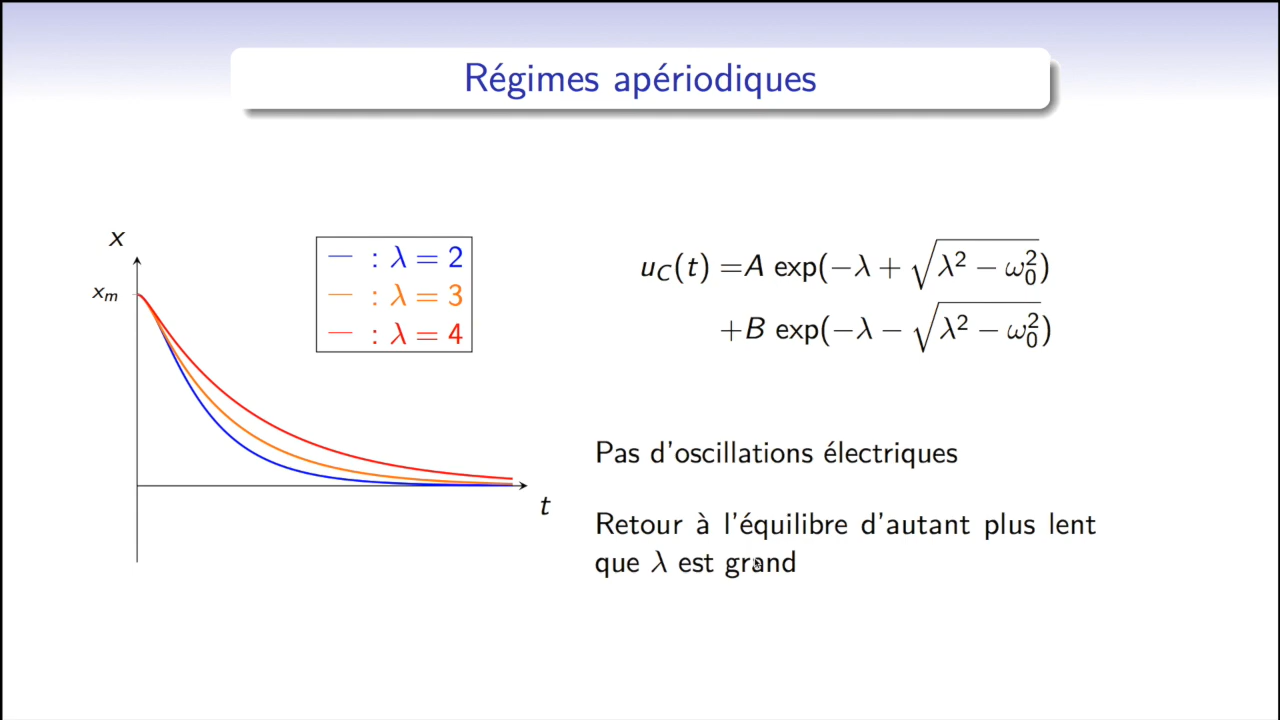 Régimes apériodiques
x
x_m
— : λ = 2
— : λ = 3
— : λ = 4
t
u_C(t) =A exp(−λ + √(λ² − ω₀²))
+B exp(−λ − √(λ² − ω₀²))
Pas d'oscillations électriques
Retour à l'équilibre d'autant plus lent
que λ est grand